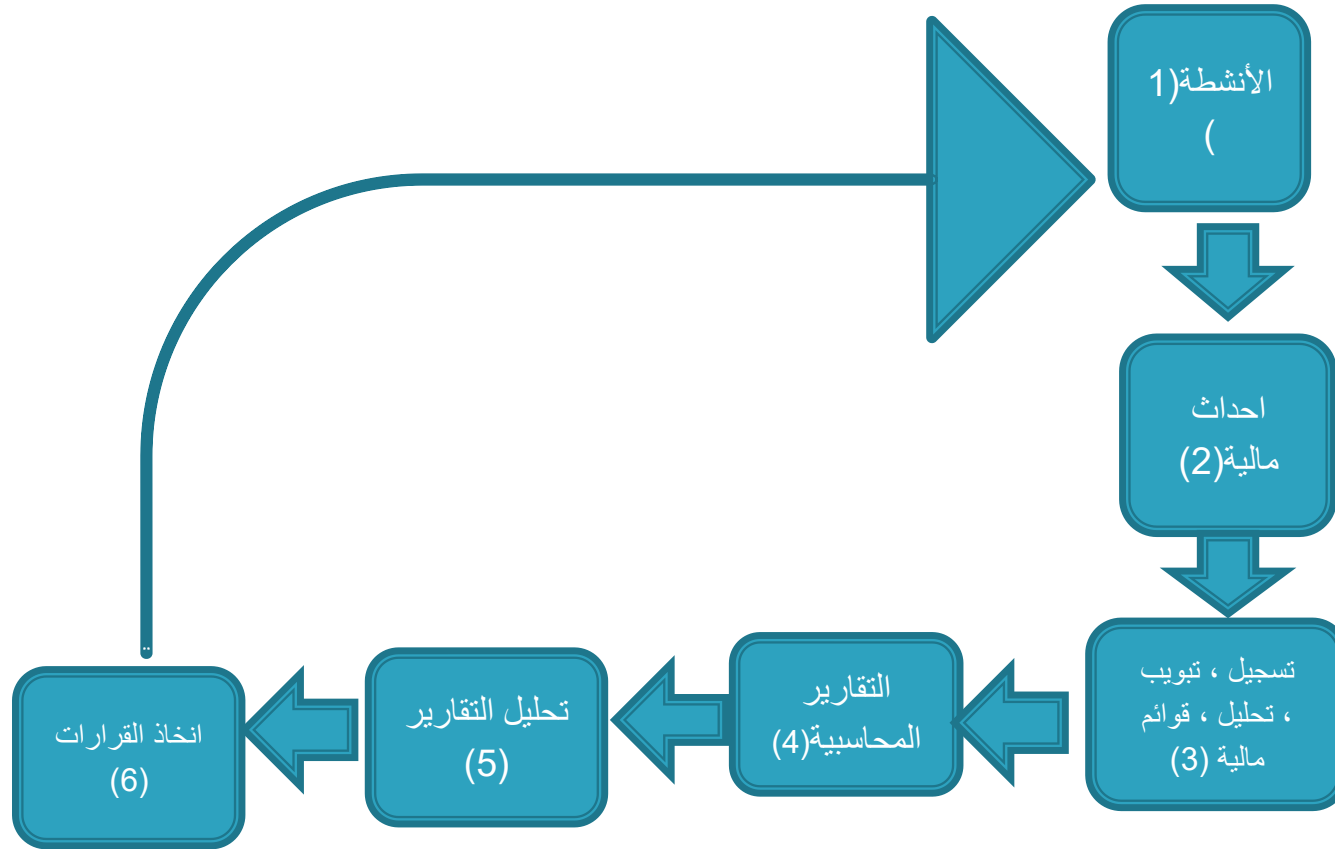 الأنشطة(1
)
احداث
مالية(2)
تسجيل ، تبويب
، تحليل ، قوائم
مالية (3)
التقارير
المحاسبية(4)
تحليل التقارير
(5)
انخاذ القرارات
(6)